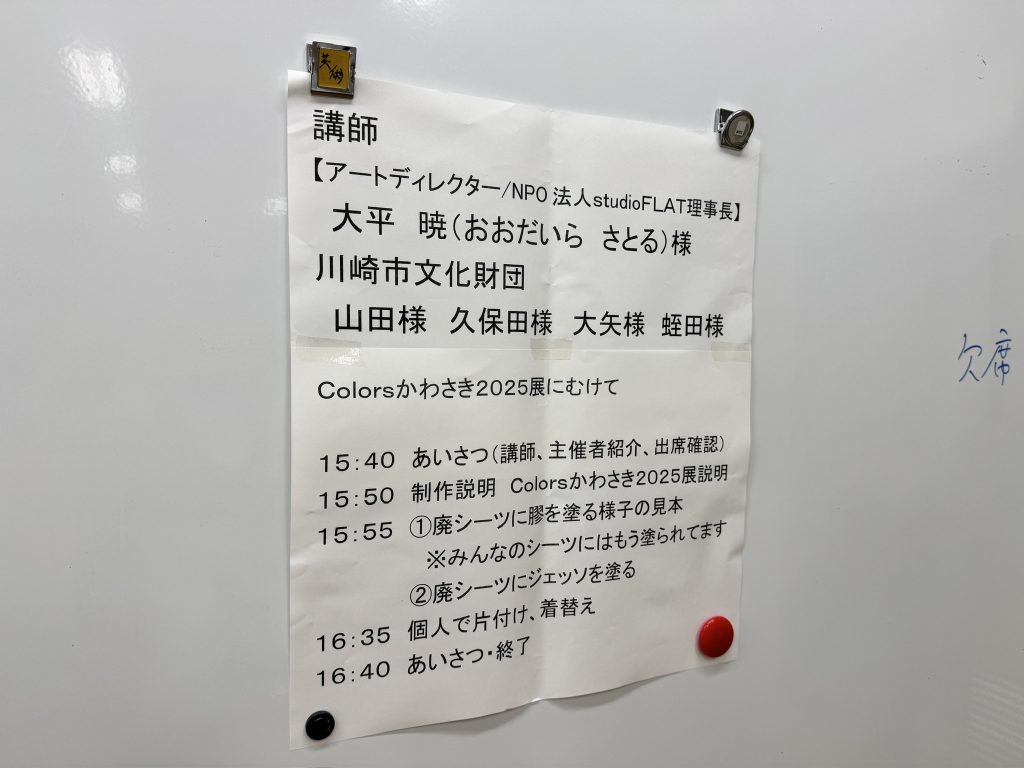 美術
講師
【アートディレクター/NPO法人studioFLAT理事長】
大平 暁(おおだいら さとる)様
川崎市文化財団
山田様 久保田様 大矢様 蛭田様
Colorsかわさき2025展にむけて
15:40 あいさつ(講師、主催者紹介、出席確認)
15:50 制作説明 Colorsかわさき2025展説明
15:55 ①廃シーツに膠を塗る様子の見本
※みんなのシーツにはもう塗られてます
②廃シーツにジェッソを塗る
16:35 個人で片付け、着替え
16:40 あいさつ・終了
欠席